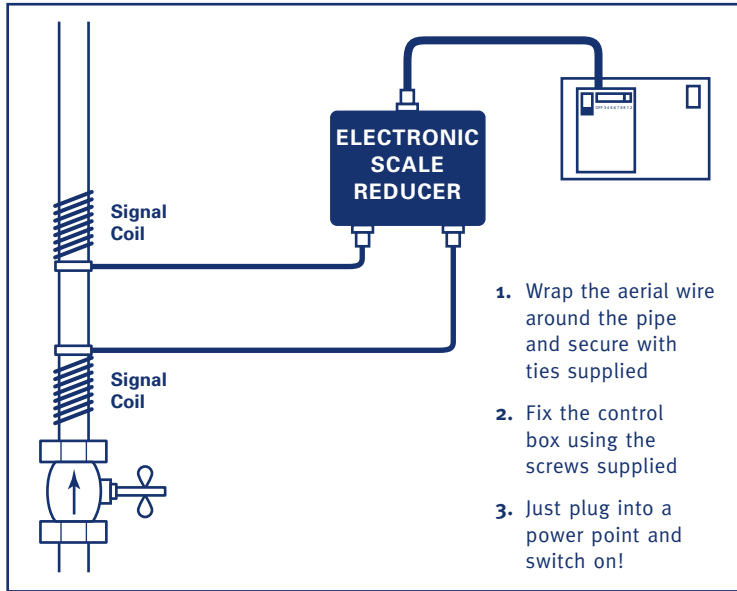 ELECTRONIC
SCALE
REDUCER
Signal
Coil
Signal
Coil
1. Wrap the aerial wire
around the pipe
and secure with
ties supplied
2. Fix the control
box using the
screws supplied
3. Just plug into a
power point and
switch on!